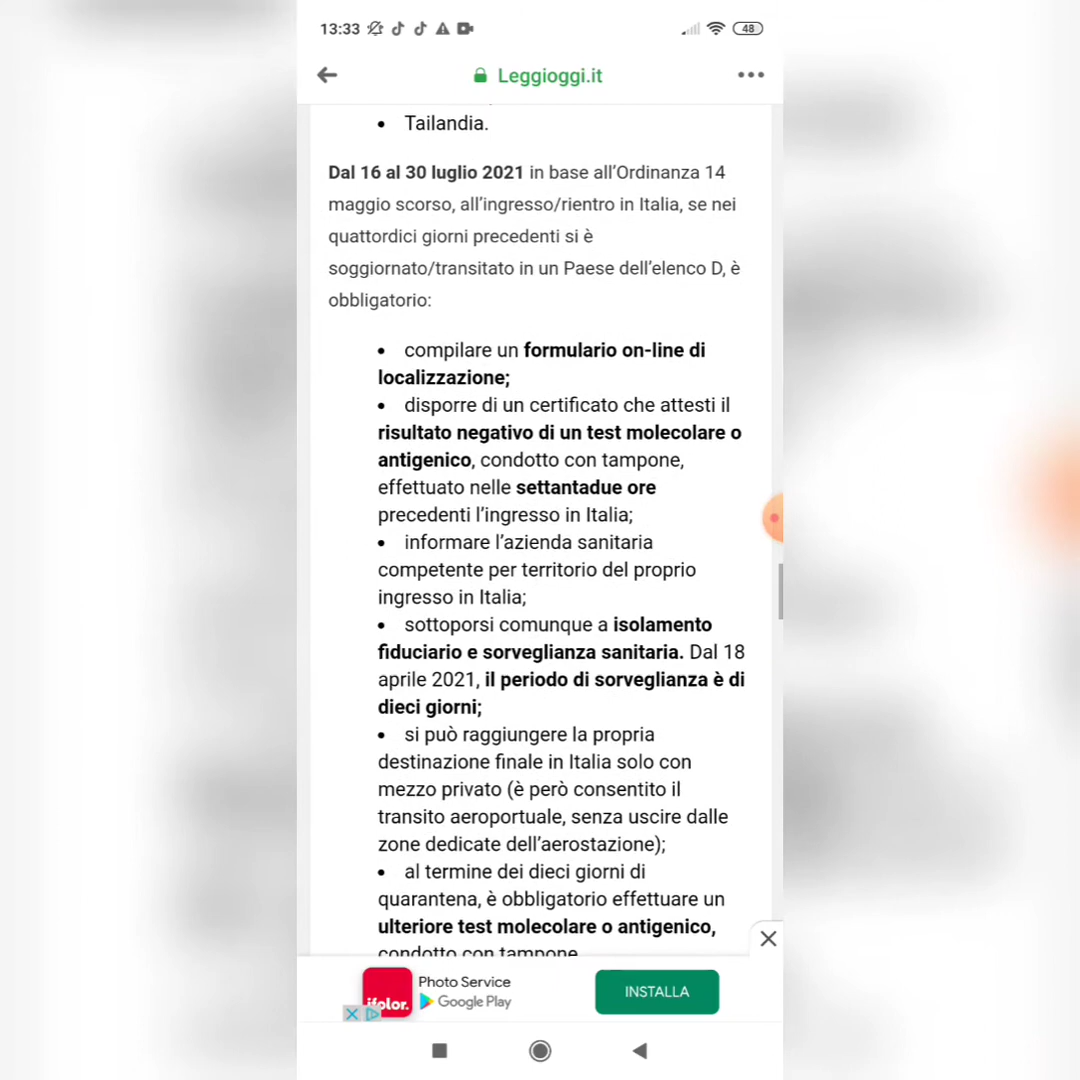 13:33
48
Leggioggi.it
• Tailandia.
Dal 16 al 30 luglio 2021 in base all’Ordinanza 14
maggio scorso, all’ingresso/rientro in Italia, se nei
quattordici giorni precedenti si è
soggiornato/transitato in un Paese dell’elenco D, è
obbligatorio:
• compilare un formulario on-line di
localizzazione;
• disporre di un certificato che attesti il
risultato negativo di un test molecolare o
antigenico, condotto con tampone,
effettuato nelle settantadue ore
precedenti l’ingresso in Italia;
• informare l’azienda sanitaria
competente per territorio del proprio
ingresso in Italia;
• sottoporsi comunque a isolamento
fiduciario e sorveglianza sanitaria. Dal 18
aprile 2021, il periodo di sorveglianza è di
dieci giorni;
• si può raggiungere la propria
destinazione finale in Italia solo con
mezzo privato (è però consentito il
transito aeroportuale, senza uscire dalle
zone dedicate dell’aerostazione);
• al termine dei dieci giorni di
quarantena, è obbligatorio effettuare un
ulteriore test molecolare o antigenico,
condotto con tampone
ifolor.
Photo Service
Google Play
INSTALLA